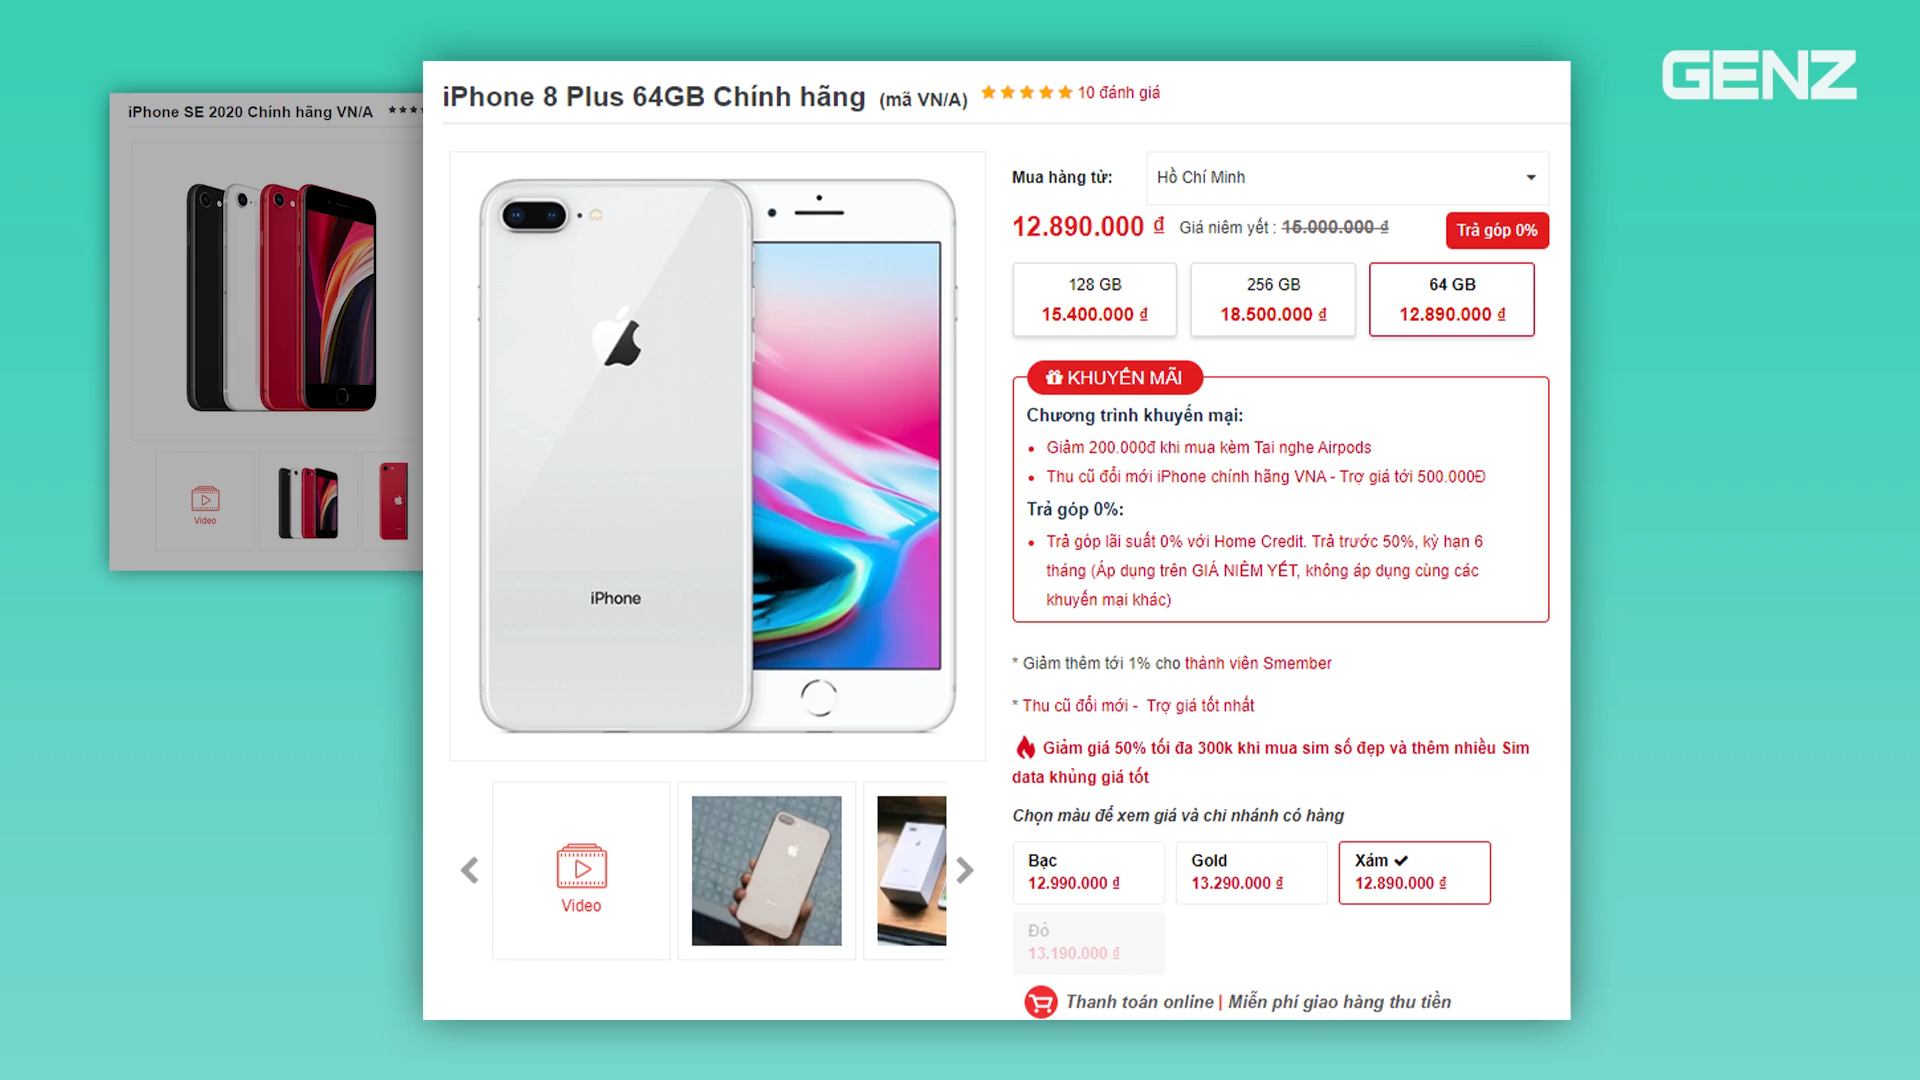 GENZ
iPhone SE 2020 Chính hãng VN/A
Video
iPhone 8 Plus 64GB Chính hãng (mã VN/A) 10 đánh giá
iPhone
Video
Mua hàng từ: Hồ Chí Minh
12.890.000 ₫ Giá niêm yết : 15.000.000 ₫ Trả góp 0%
128 GB
15.400.000 ₫
256 GB
18.500.000 ₫
64 GB
12.890.000 ₫
KHUYẾN MÃI
Chương trình khuyến mại:
Giảm 200.000đ khi mua kèm Tai nghe Airpods
Thu cũ đổi mới iPhone chính hãng VNA - Trợ giá tới 500.000Đ
Trả góp 0%:
Trả góp lãi suất 0% với Home Credit. Trả trước 50%, kỳ hạn 6
tháng (Áp dụng trên GIÁ NIÊM YẾT, không áp dụng cùng các
khuyến mại khác)
* Giảm thêm tới 1% cho thành viên Smember
* Thu cũ đổi mới - Trợ giá tốt nhất
Giảm giá 50% tối đa 300k khi mua sim số đẹp và thêm nhiều Sim
data khủng giá tốt
Chọn màu để xem giá và chi nhánh có hàng
Bạc
12.990.000 ₫
Gold
13.290.000 ₫
Xám ✔
12.890.000 ₫
Đỏ
13.190.000 ₫
Thanh toán online | Miễn phí giao hàng thu tiền